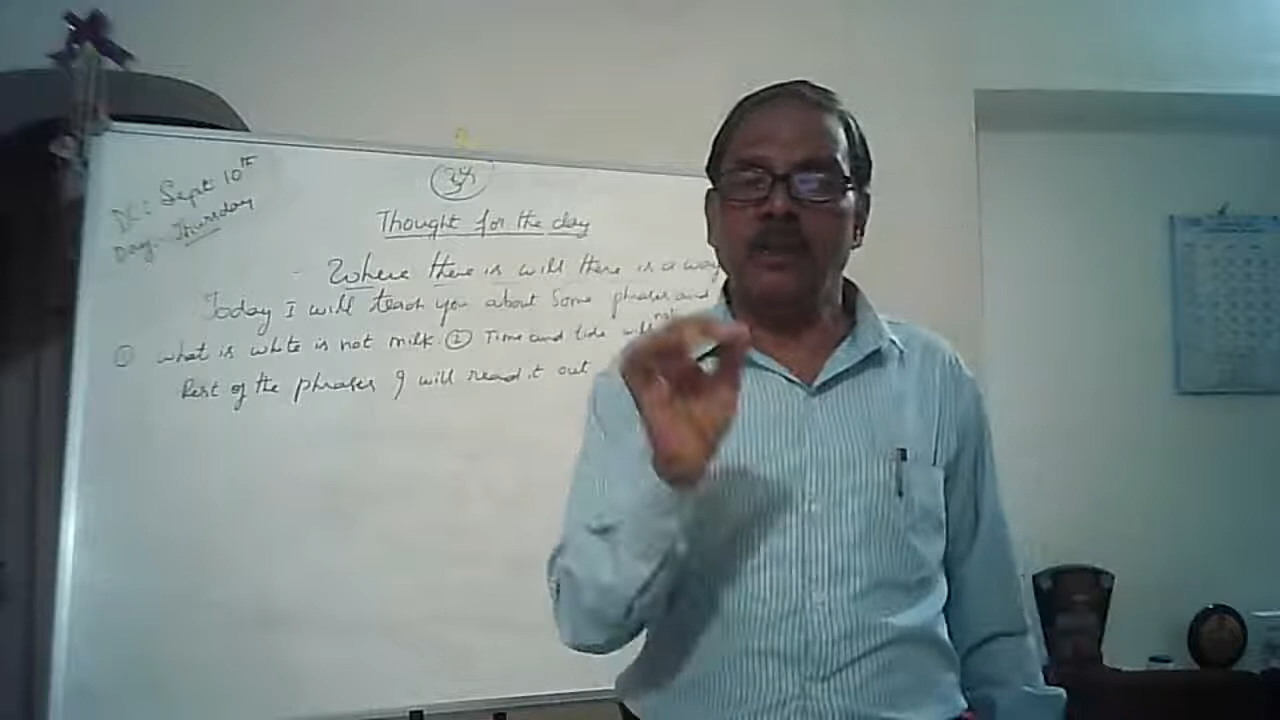 Dt: Sept 10th
Day: Thursday
ॐ
Thought for the day
Where there is will there is a way
Today I will teach you about some phrases and
① what is white is not milk. ② Time and tide will not
Rest of the phrases I will read it out